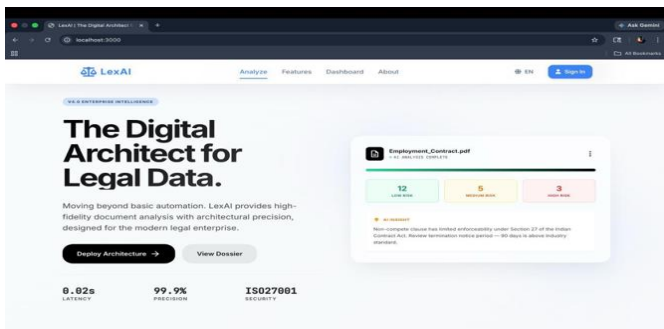 LexAI | The Digital Architect
Ask Gemini
localhost:3000
All Bookmarks
LexAI
Analyze Features Dashboard About
EN
Sign In
V2.0 ENTERPRISE INTELLIGENCE
The Digital
Architect for
Legal Data.
Moving beyond basic automation. LexAI provides high-
fidelity document analysis with architectural precision,
designed for the modern legal enterprise.
Deploy Architecture →
View Dossier
0.02s
LATENCY
99.9%
PRECISION
ISO27001
SECURITY
Employment_Contract.pdf
AI ANALYSIS COMPLETE
12
LOW RISK
5
MEDIUM RISK
3
HIGH RISK
AI INSIGHT
Non-compete clause has limited enforceability under Section 27 of the Indian
Contract Act. Review termination notice period — 90 days is above industry
standard.